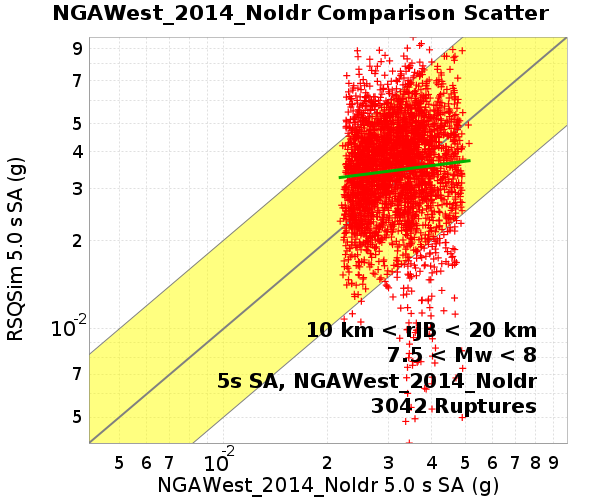 NGAWest_2014_NoIdr Comparison Scatter
9
7
5
4
3
2
10-2
7
5
RSQSim 5.0 s SA (g)
10 km < rJB < 20 km
7.5 < Mw < 8
5s SA, NGAWest_2014_NoIdr
3042 Ruptures
5 6 7 10-2 2 3 4 5 6 7 8 9
NGAWest_2014_NoIdr 5.0 s SA (g)